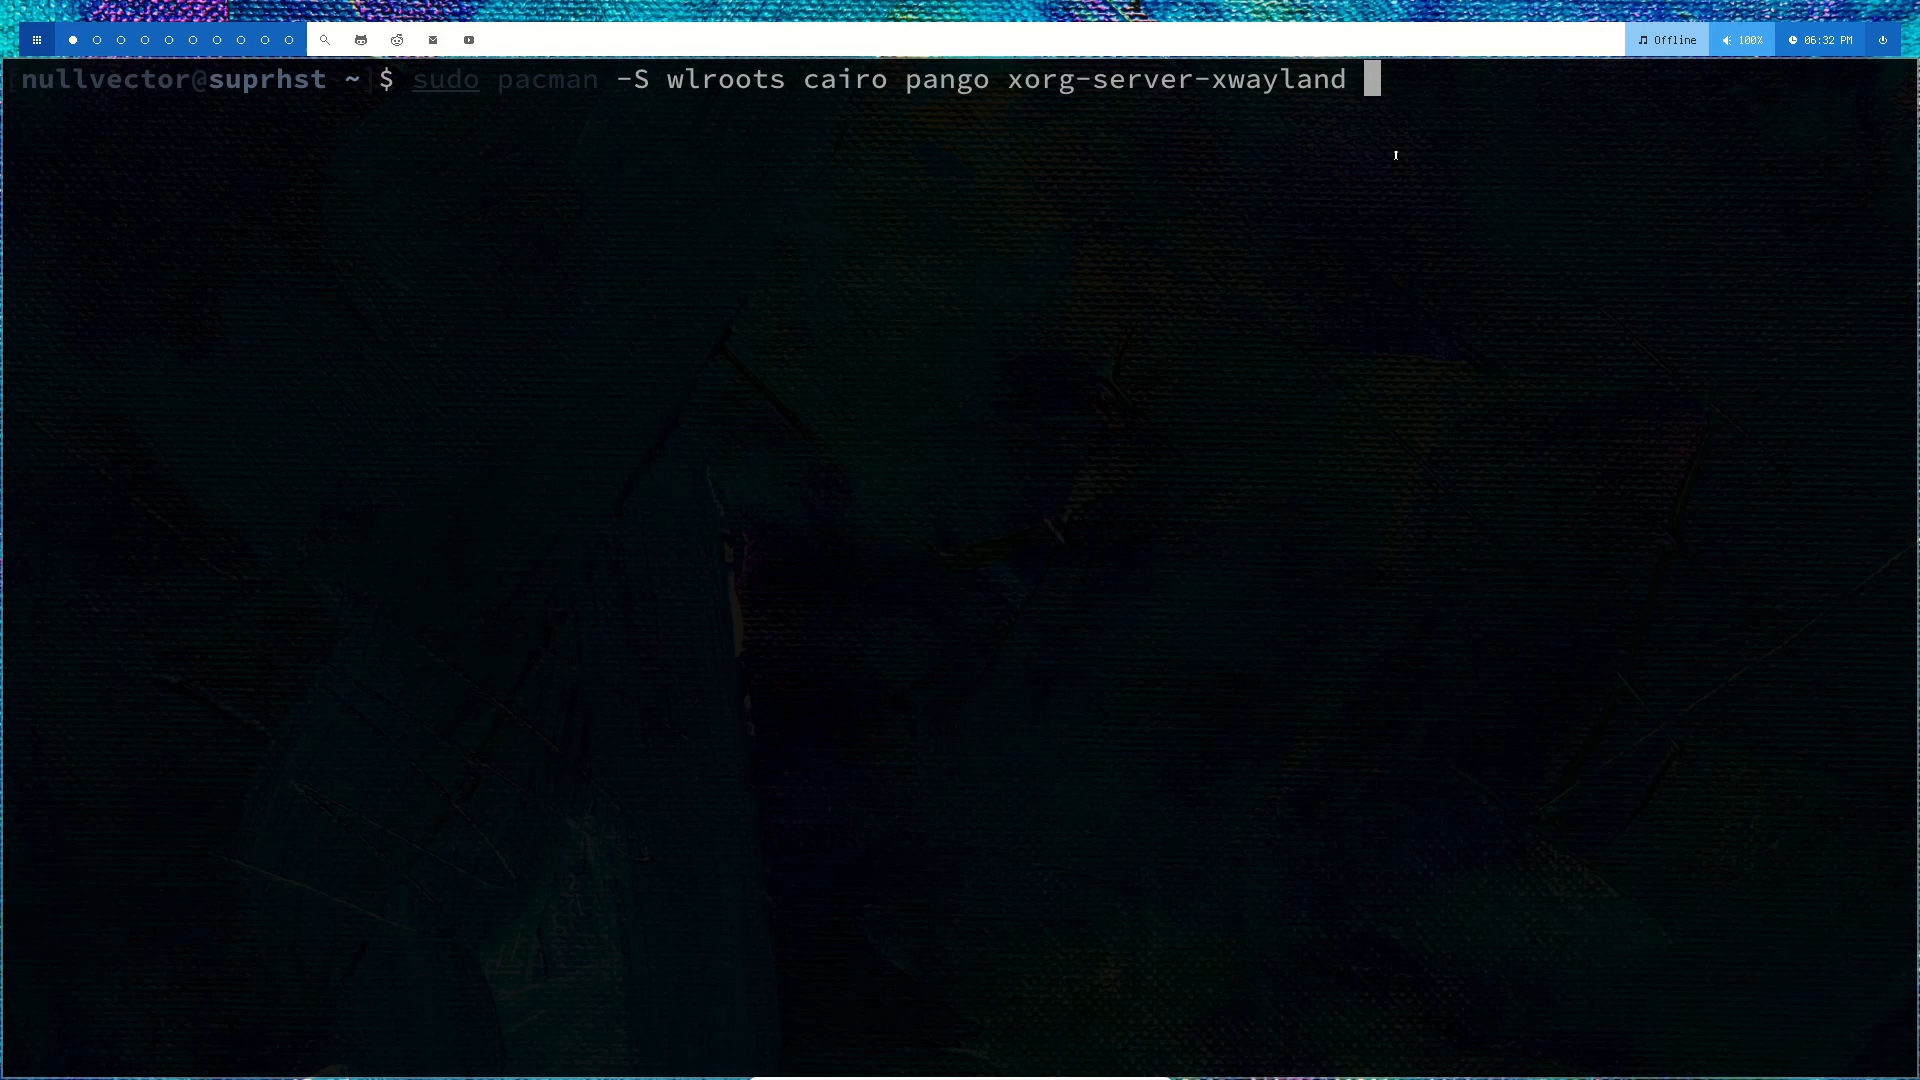 Offline 100% 06:32 PM
nullvector@suprhst ~ $ sudo pacman -S wlroots cairo pango xorg-server-xwayland